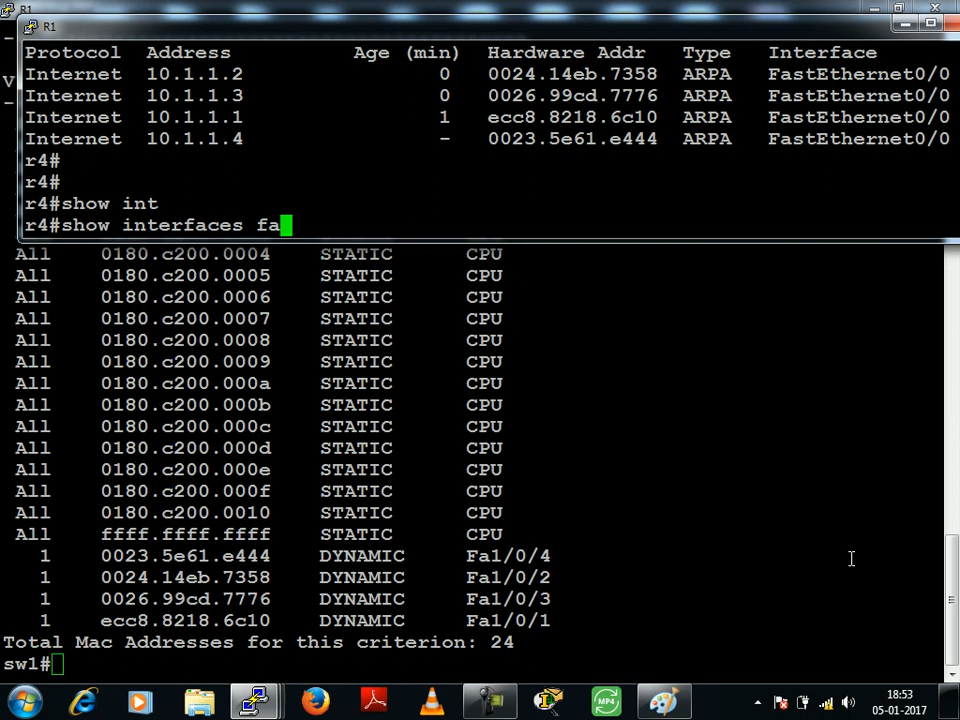 R1
R1
Protocol Address Age (min) Hardware Addr Type Interface
Internet 10.1.1.2 0 0024.14eb.7358 ARPA FastEthernet0/0
Internet 10.1.1.3 0 0026.99cd.7776 ARPA FastEthernet0/0
Internet 10.1.1.1 1 ecc8.8218.6c10 ARPA FastEthernet0/0
Internet 10.1.1.4 - 0023.5e61.e444 ARPA FastEthernet0/0
r4#
r4#
r4#show int
r4#show interfaces fa
All 0180.c200.0004 STATIC CPU
All 0180.c200.0005 STATIC CPU
All 0180.c200.0006 STATIC CPU
All 0180.c200.0007 STATIC CPU
All 0180.c200.0008 STATIC CPU
All 0180.c200.0009 STATIC CPU
All 0180.c200.000a STATIC CPU
All 0180.c200.000b STATIC CPU
All 0180.c200.000c STATIC CPU
All 0180.c200.000d STATIC CPU
All 0180.c200.000e STATIC CPU
All 0180.c200.000f STATIC CPU
All 0180.c200.0010 STATIC CPU
All ffff.ffff.ffff STATIC CPU
1 0023.5e61.e444 DYNAMIC Fa1/0/4
1 0024.14eb.7358 DYNAMIC Fa1/0/2
1 0026.99cd.7776 DYNAMIC Fa1/0/3
1 ecc8.8218.6c10 DYNAMIC Fa1/0/1
Total Mac Addresses for this criterion: 24
sw1#
MP4
18:53
05-01-2017